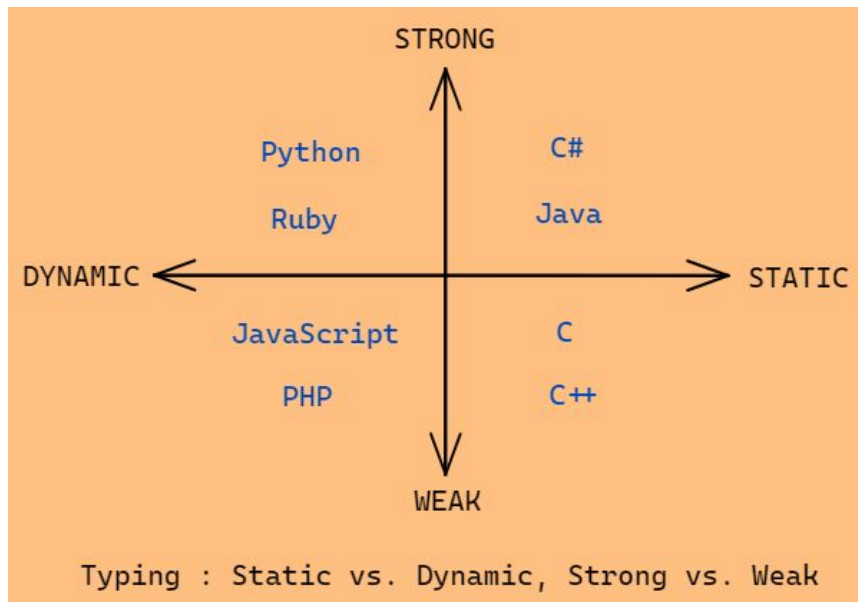 STRONG
Python C#
Ruby Java
DYNAMIC STATIC
JavaScript C
PHP C++
WEAK
Typing : Static vs. Dynamic, Strong vs. Weak